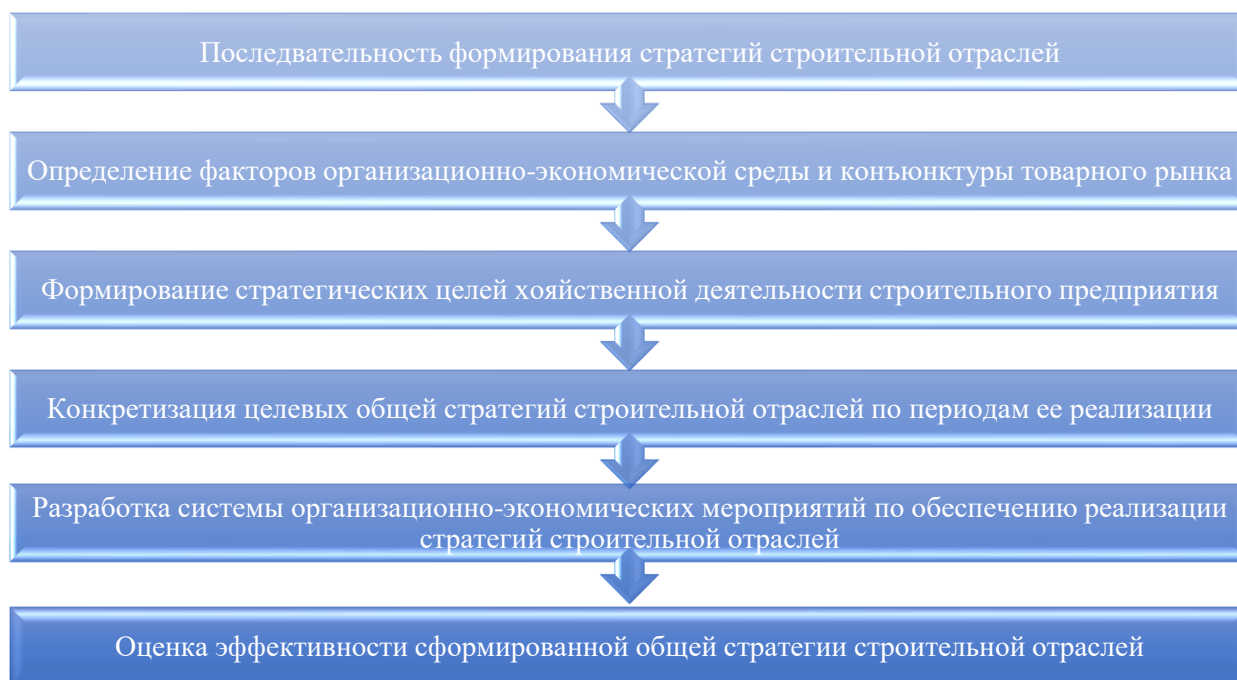 Последвательность формирования стратегий строительной отраслей
Определение факторов организационно-экономической среды и конъюнктуры товарного рынка
Формирование стратегических целей хояйственной деятельности строительного предприятия
Конкретизация целевых общей стратегий строительной отраслей по периодам ее реализации
Разработка системы организационно-экономических мероприятий по обеспечению реализации
стратегий строительной отраслей
Оценка эффективности сформированной общей стратегии строительной отраслей